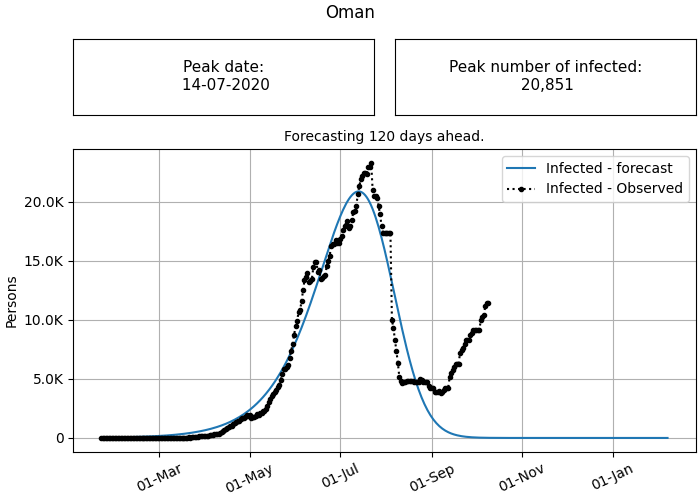 Oman
Peak date:
14-07-2020
Peak number of infected:
20,851
Forecasting 120 days ahead.
Infected - forecast
Infected - Observed
Persons
20.0K
15.0K
10.0K
5.0K
0
01-Mar
01-May
01-Jul
01-Sep
01-Nov
01-Jan